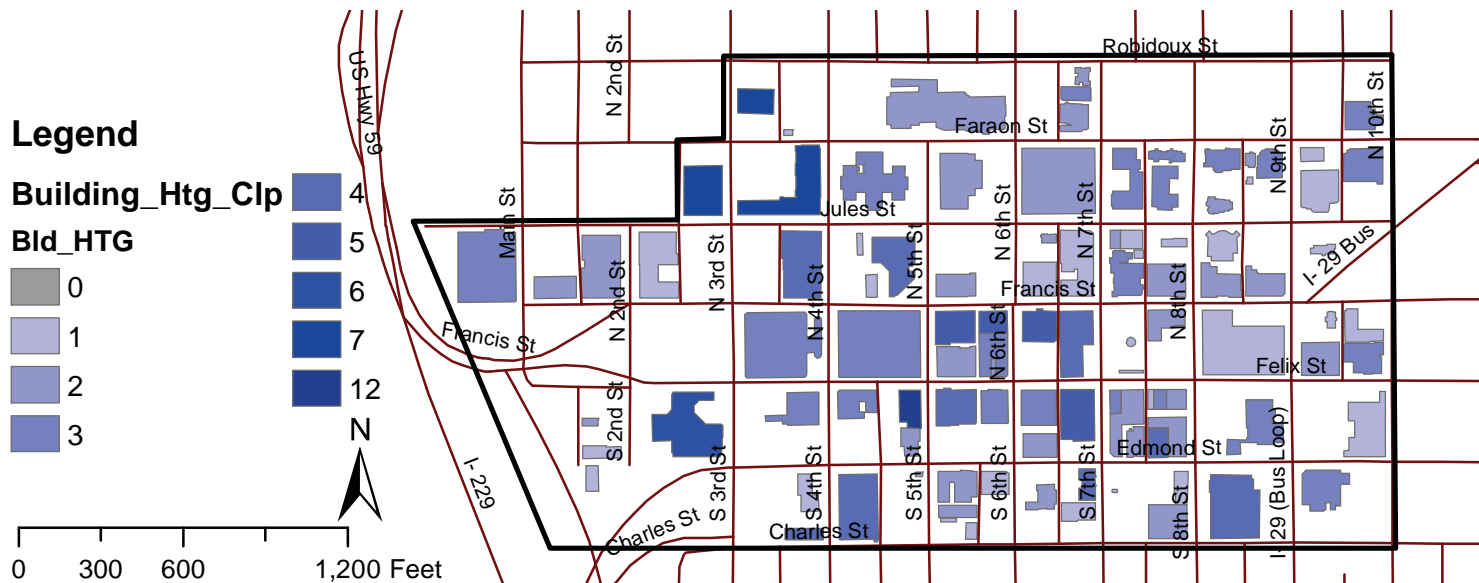 Legend
Building_Htg_Clp
Bld_HTG
0
1
2
3
4
5
6
7
12
N
0 300 600 1,200 Feet
US Hwy 59
N 2nd St
Robidoux St
Faraon St
N 10th St
N 9th St
Jules St
Main St
N 2nd St
N 3rd St
N 4th St
N 5th St
N 6th St
N 7th St
N 8th St
I- 29 Bus
Francis St
Francis St
N 6th St
Felix St
S 2nd St
Edmond St
I- 229
S 3rd St
S 4th St
S 5th St
S 6th St
S 7th St
S 8th St
I- 29 (Bus Loop)
Charles St
Charles St